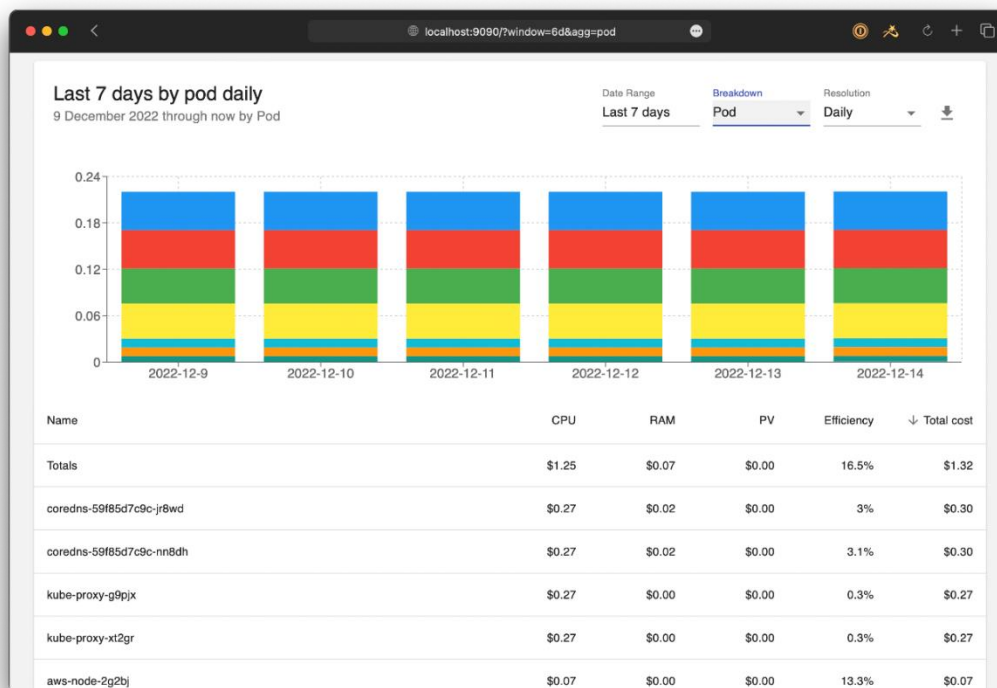 localhost:9090/?window=6d&agg=pod
Last 7 days by pod daily
9 December 2022 through now by Pod
Date Range
Last 7 days
Breakdown
Pod
Resolution
Daily
0.24
0.18
0.12
0.06
0
2022-12-9 2022-12-10 2022-12-11 2022-12-12 2022-12-13 2022-12-14
Name CPU RAM PV Efficiency Total cost
Totals $1.25 $0.07 $0.00 16.5% $1.32
coredns-59f85d7c9c-jr8wd $0.27 $0.02 $0.00 3% $0.30
coredns-59f85d7c9c-nn8dh $0.27 $0.02 $0.00 3.1% $0.30
kube-proxy-g9pjx $0.27 $0.00 $0.00 0.3% $0.27
kube-proxy-xt2gr $0.27 $0.00 $0.00 0.3% $0.27
aws-node-2g2bj $0.07 $0.00 $0.00 13.3% $0.07